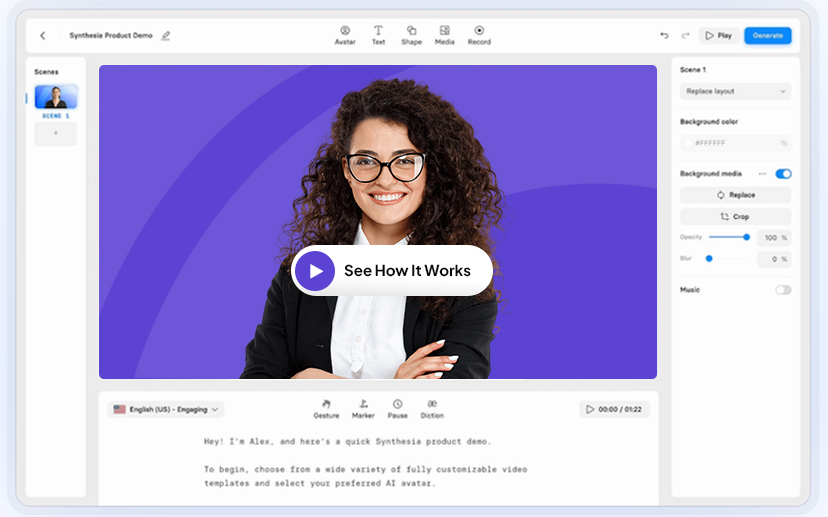 Synthesia Product Demo
Avatar
Text
Shape
Media
Record
Play
Generate
Scenes
SCENE 1
+
See How It Works
Scene 1
Replace layout
Background color
#FFFFFF
Background media
Replace
Crop
Opacity
100 %
Blur
0 %
Music
English (US) - Engaging
Gesture
Marker
Pause
æ
Diction
00:00 / 01:22
Hey! I'm Alex, and here's a quick Synthesia product demo.
To begin, choose from a wide variety of fully customizable video
templates and select your preferred AI avatar.